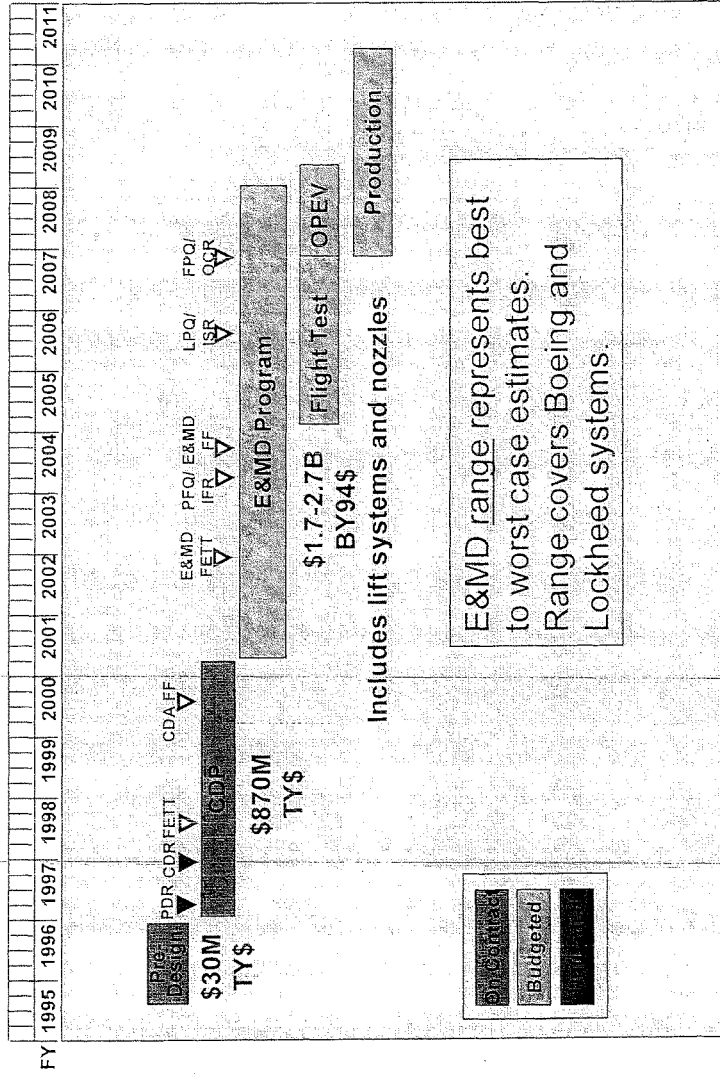 FY 1995 1996 1997 1998 1999 2000 2001 2002 2003 2004 2005 2006 2007 2008 2009 2010 2011
PDR CDR FETT
CDA FF
E&MD
FETT
PFQ/
IFR
E&MD
FF
LPQ/
ISR
FPQ/
OCR
Pre-
Design
CDP
E&MD Program
$30M
TY$
$870M
TY$
Flight Test
OPEV
$1.7-2.7B
BY94$
Production
Includes lift systems and nozzles
On Contract
Budgeted
E&MD range represents best
to worst case estimates.
Range covers Boeing and
Lockheed systems